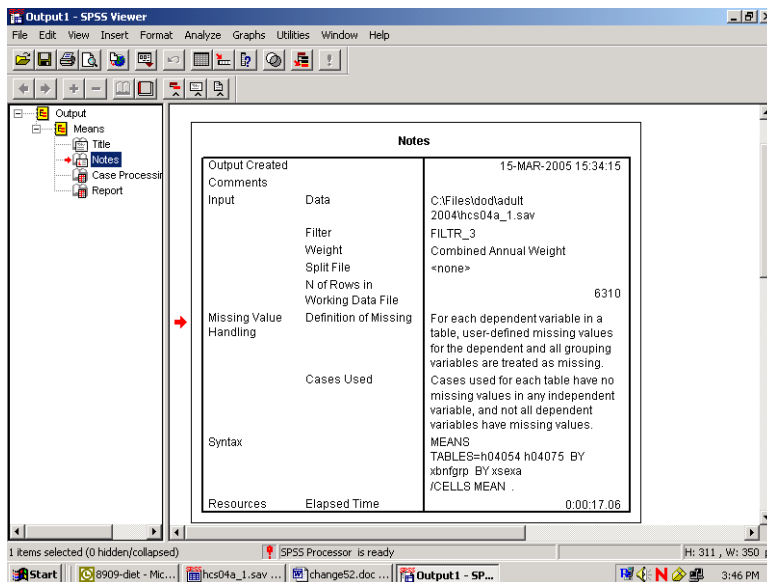 Output1 - SPSS Viewer
File Edit View Insert Format Analyze Graphs Utilities Window Help
Output
Means
Title
Notes
Case Processin
Report
Notes
Output Created 15-MAR-2005 15:34:15
Comments
Input Data C:\Files\dod\adult
2004\hcs04a_1.sav
Filter FILTR_3
Weight Combined Annual Weight
Split File <none>
N of Rows in
Working Data File 6310
Missing Value Definition of Missing For each dependent variable in a
Handling table, user-defined missing values
for the dependent and all grouping
variables are treated as missing.
Cases Used Cases used for each table have no
missing values in any independent
variable, and not all dependent
variables have missing values.
Syntax MEANS
TABLES=h04054 h04075 BY
xbnfgrp BY xsexa
/CELLS MEAN .
Resources Elapsed Time 0:00:17.06
1 items selected (0 hidden/collapsed) SPSS Processor is ready H: 311 , W: 350 p
Start 8909-diet - Mic... hcs04a_1.sav ... change52.doc ... Output1 - SP... 3:46 PM